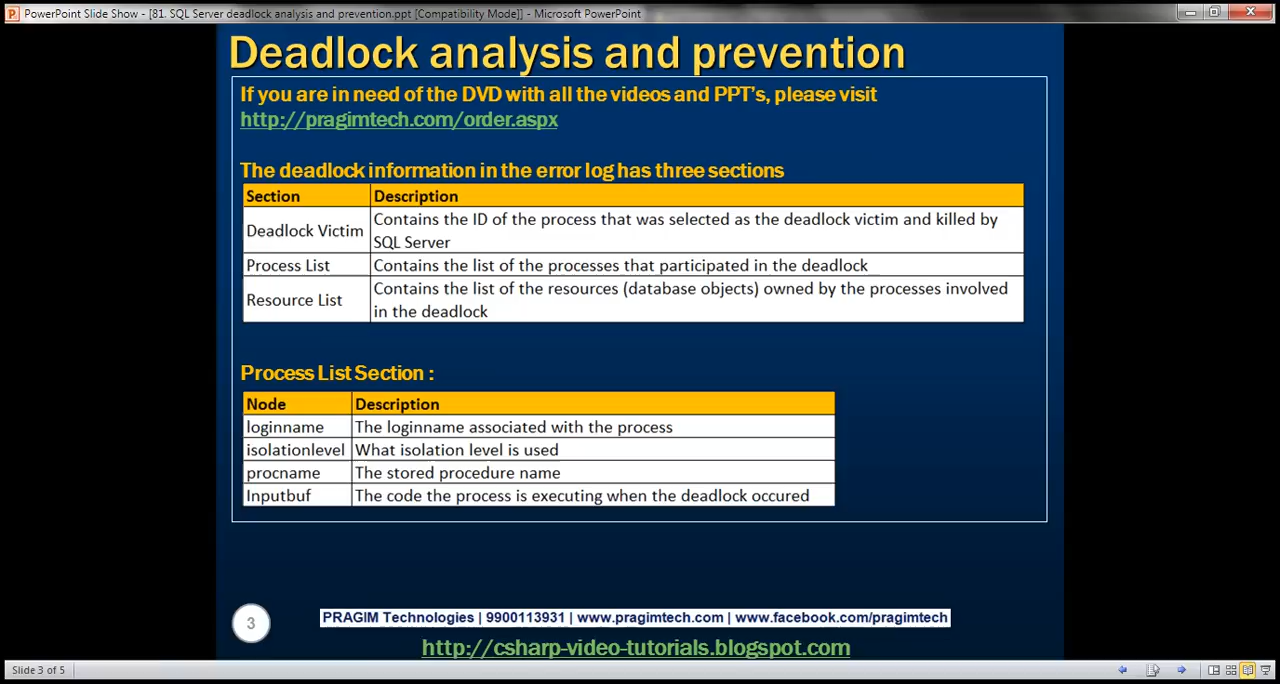 PowerPoint Slide Show - [81. SQL Server deadlock analysis and prevention.ppt [Compatibility Mode]] - Microsoft PowerPoint
Deadlock analysis and prevention
If you are in need of the DVD with all the videos and PPT's, please visit
http://pragimtech.com/order.aspx
The deadlock information in the error log has three sections
Section Description
Deadlock Victim Contains the ID of the process that was selected as the deadlock victim and killed by
SQL Server
Process List Contains the list of the processes that participated in the deadlock
Resource List Contains the list of the resources (database objects) owned by the processes involved
in the deadlock
Process List Section :
Node Description
loginname The loginname associated with the process
isolationlevel What isolation level is used
procname The stored procedure name
Inputbuf The code the process is executing when the deadlock occured
3
PRAGIM Technologies | 9900113931 | www.pragimtech.com | www.facebook.com/pragimtech
http://csharp-video-tutorials.blogspot.com
Slide 3 of 5